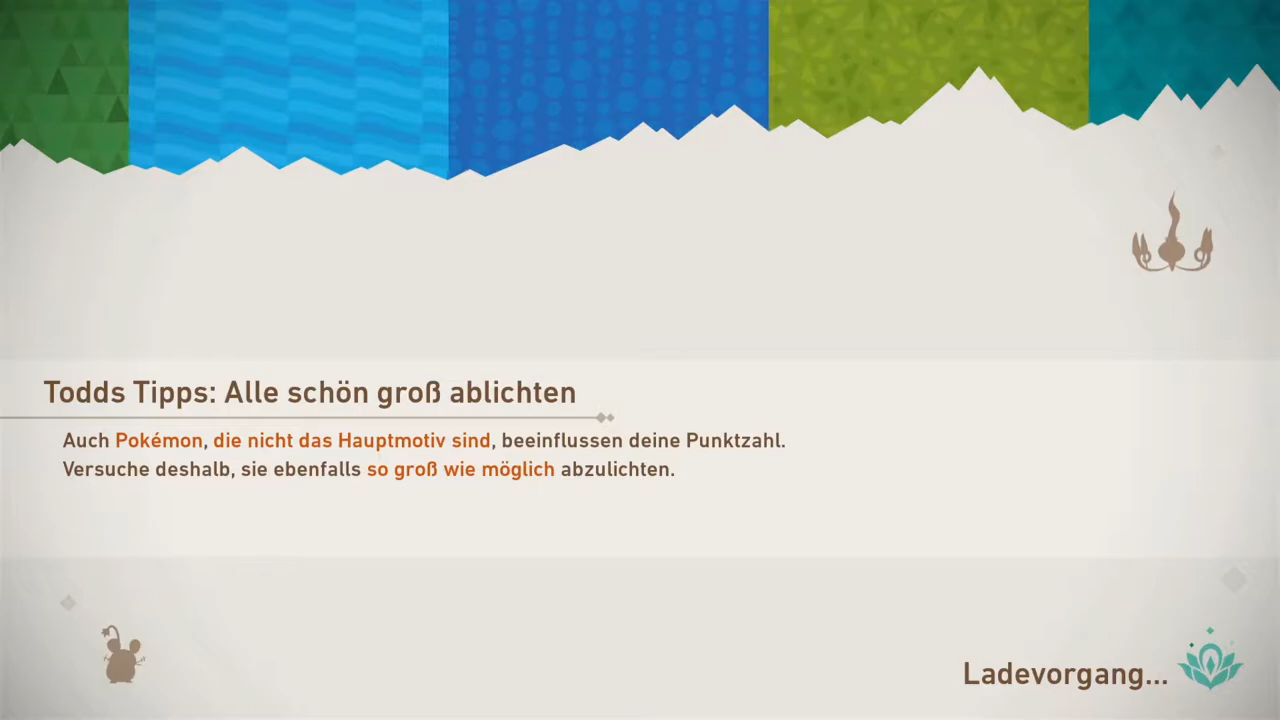 Todds Tipps: Alle schön groß ablichten
Auch Pokémon, die nicht das Hauptmotiv sind, beeinflussen deine Punktzahl.
Versuche deshalb, sie ebenfalls so groß wie möglich abzulichten.
Ladevorgang...